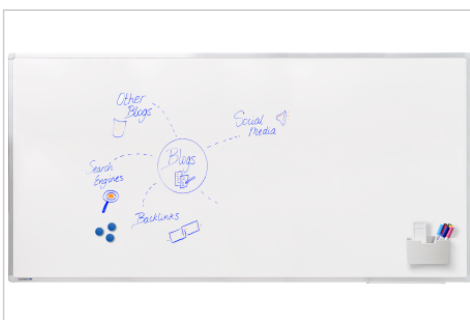 Other
Blogs
Social
Media
Blogs
Search
Engines
Backlinks